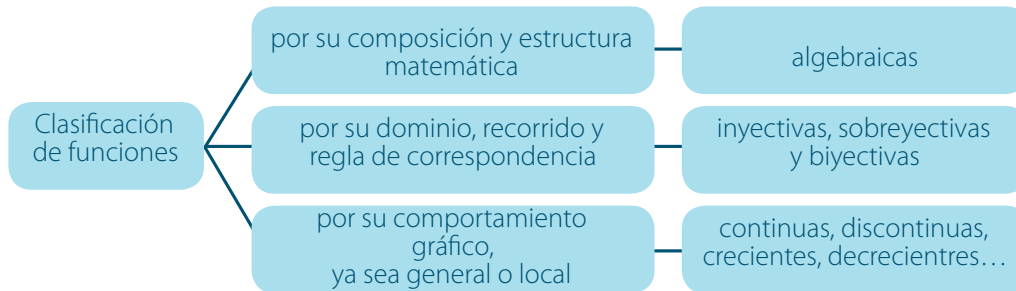 Clasificación
de funciones
por su composición y estructura
matemática
algebraicas
por su dominio, recorrido y
regla de correspondencia
inyectivas, sobreyectivas
y biyectivas
por su comportamiento
gráfico,
ya sea general o local
continuas, discontinuas,
crecientes, decrecientres…